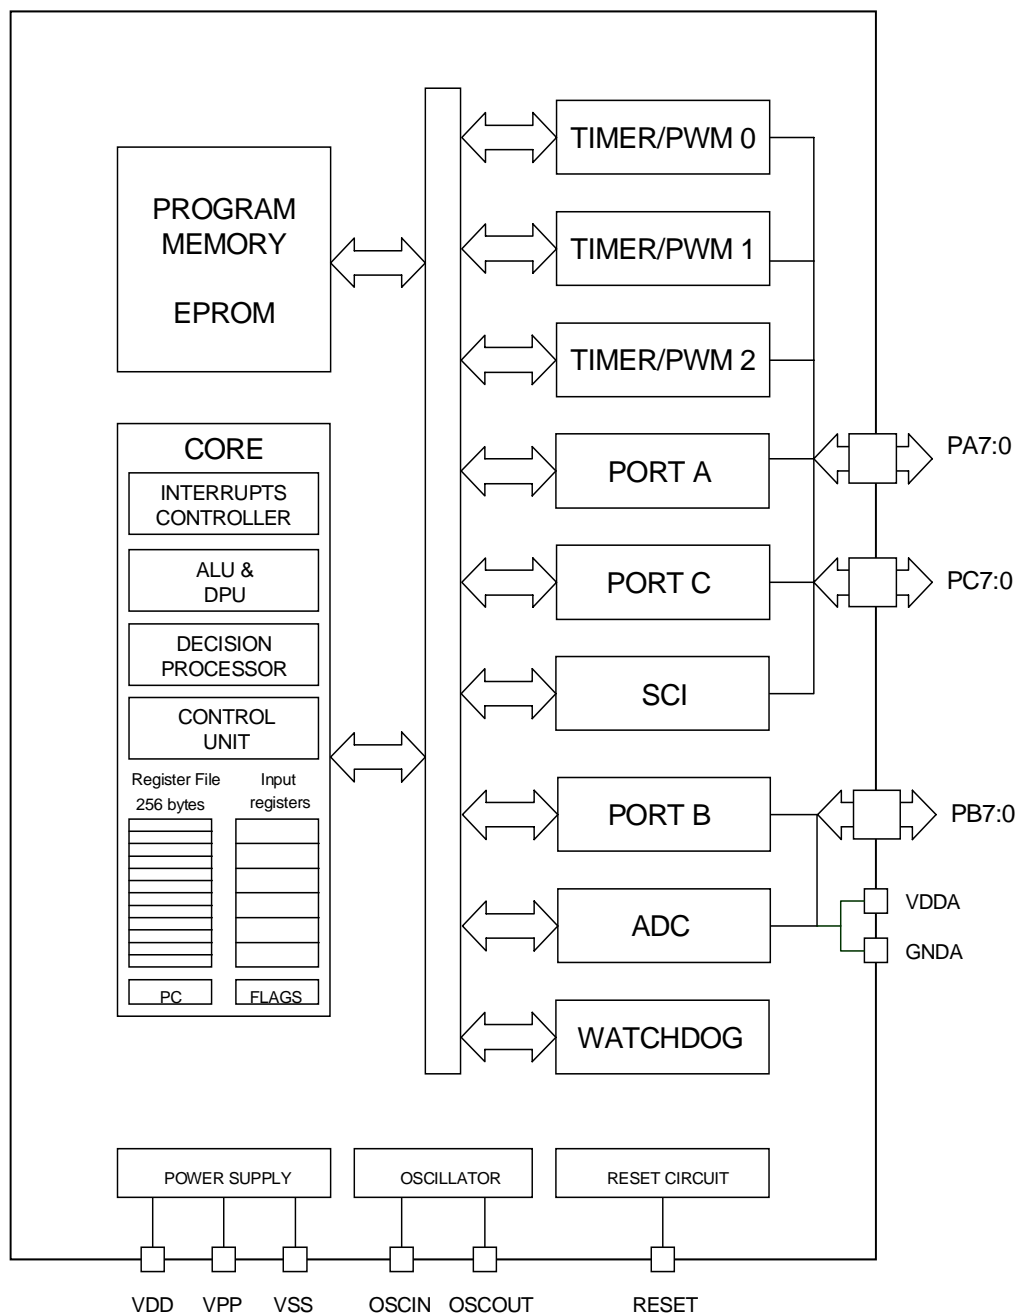 PROGRAM
MEMORY
EPROM
CORE
INTERRUPTS
CONTROLLER
ALU &
DPU
DECISION
PROCESSOR
CONTROL
UNIT
Register File
256 bytes
Input
registers
PC
FLAGS
TIMER/PWM 0
TIMER/PWM 1
TIMER/PWM 2
PORT A
PORT C
SCI
PORT B
ADC
WATCHDOG
PA7:0
PC7:0
PB7:0
VDDA
GNDA
POWER SUPPLY
OSCILLATOR
RESET CIRCUIT
VDD
VPP
VSS
OSCIN
OSCOUT
RESET